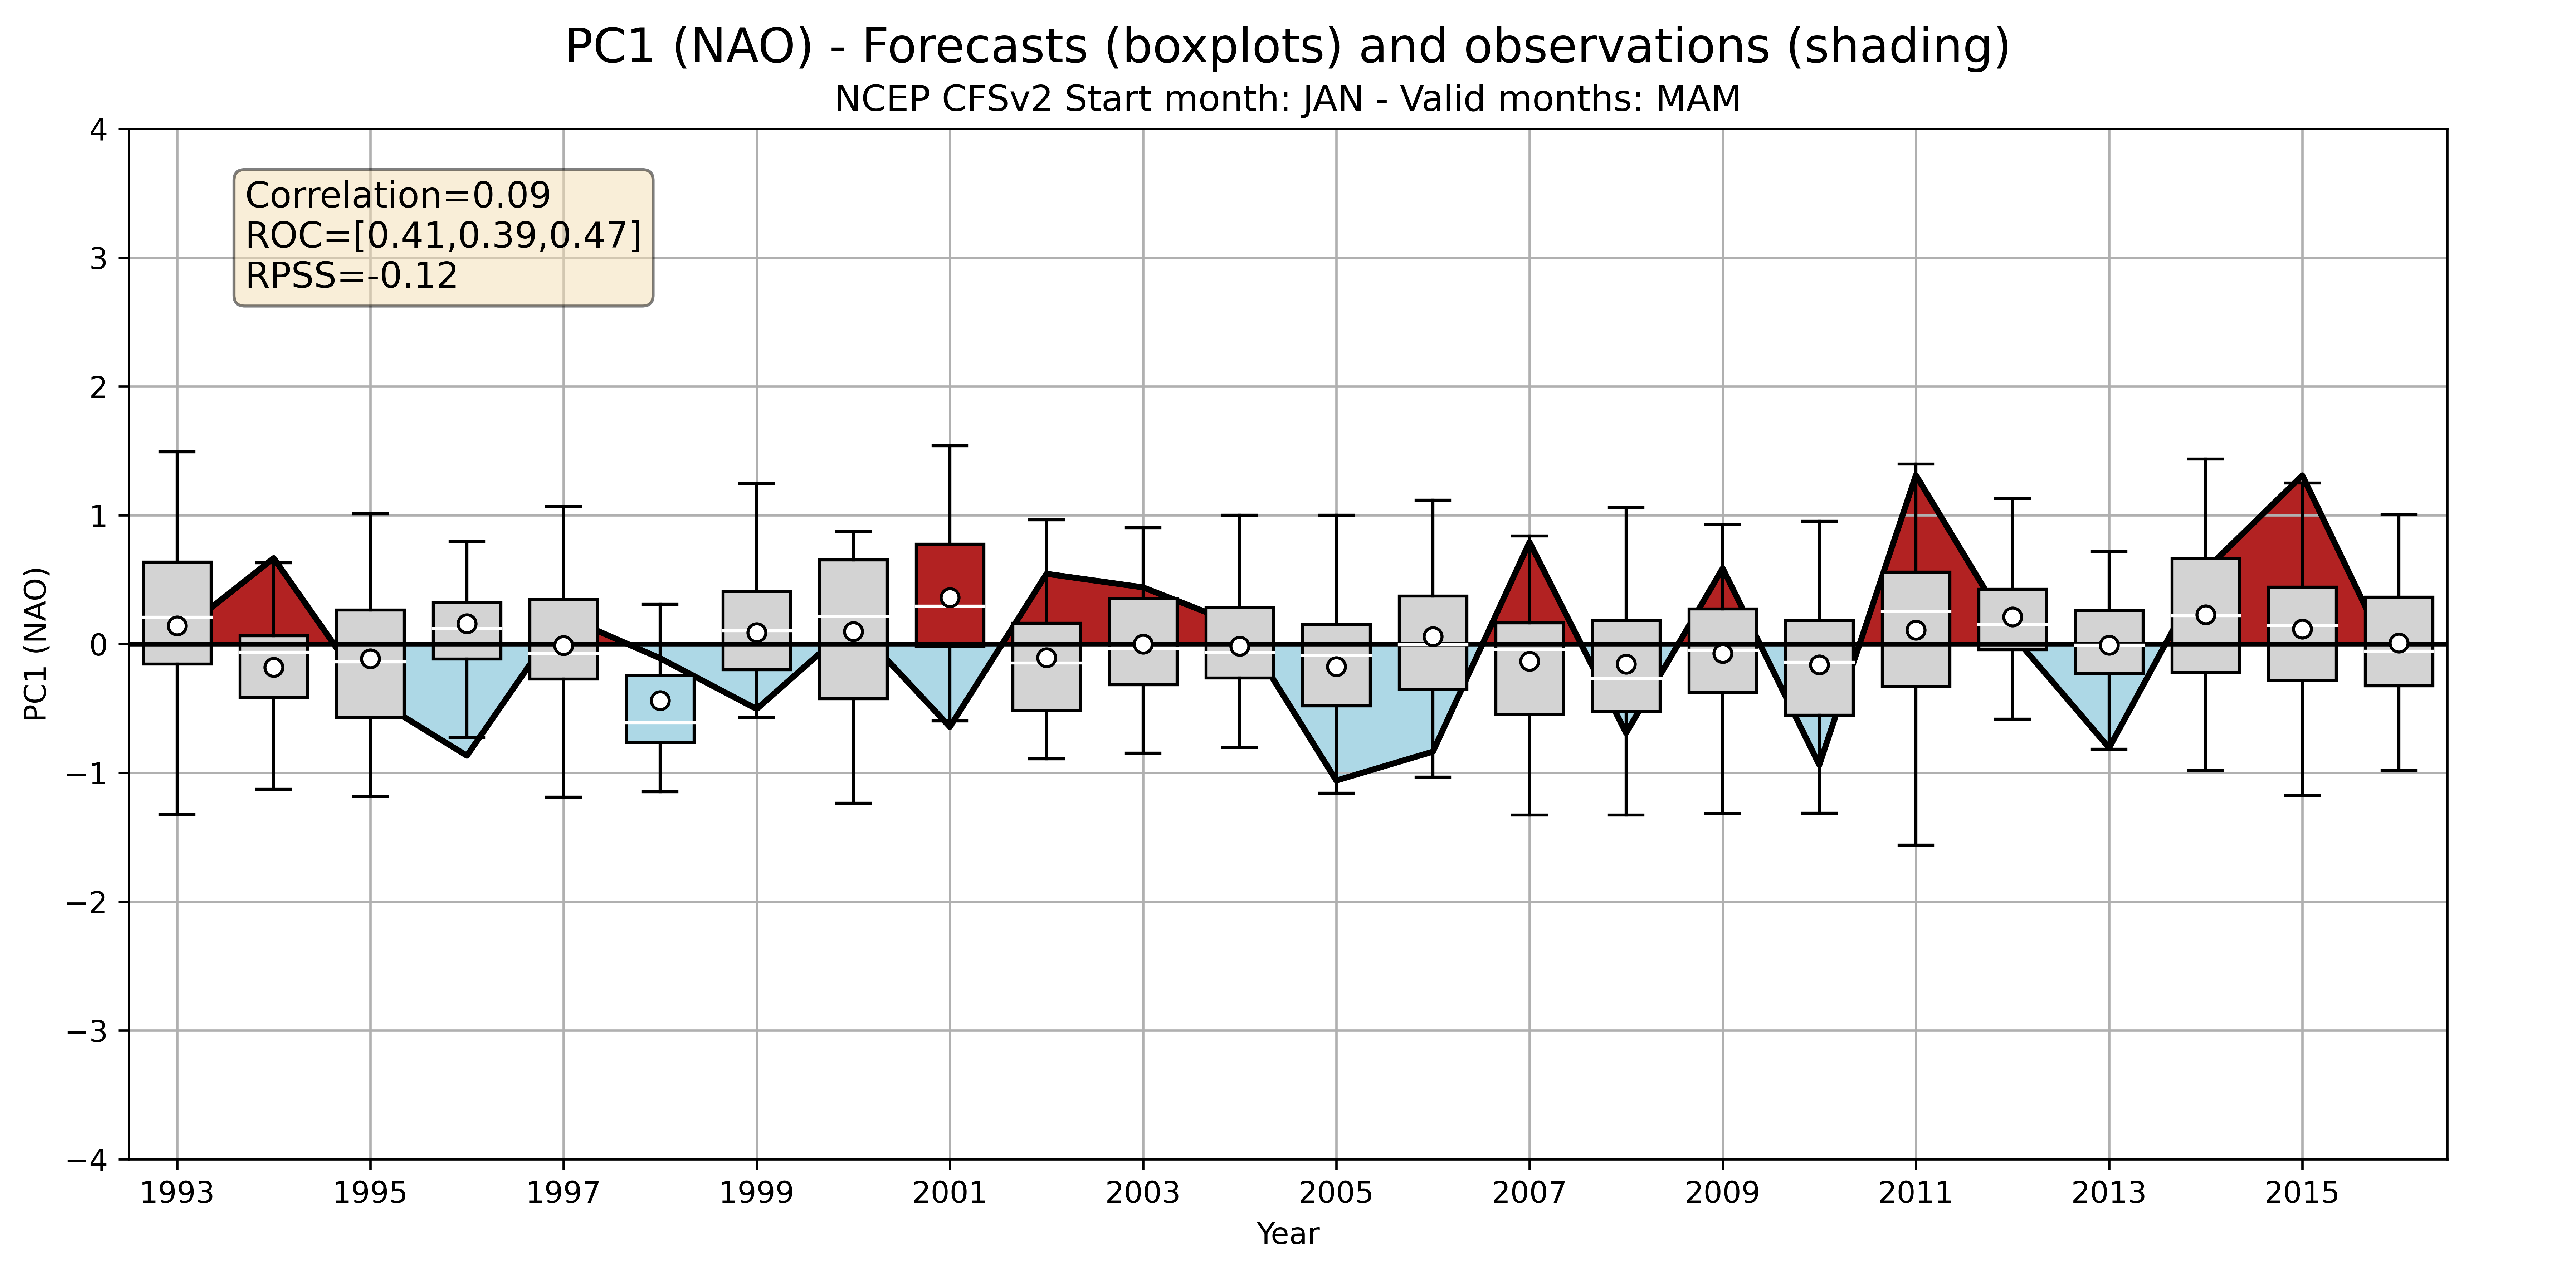 PC1 (NAO) - Forecasts (boxplots) and observations (shading)
NCEP CFSv2 Start month: JAN - Valid months: MAM
Correlation=0.09
ROC=[0.41,0.39,0.47]
RPSS=-0.12
PC1 (NAO)
4
3
2
1
0
−1
−2
−3
−4
1993 1995 1997 1999 2001 2003 2005 2007 2009 2011 2013 2015
Year